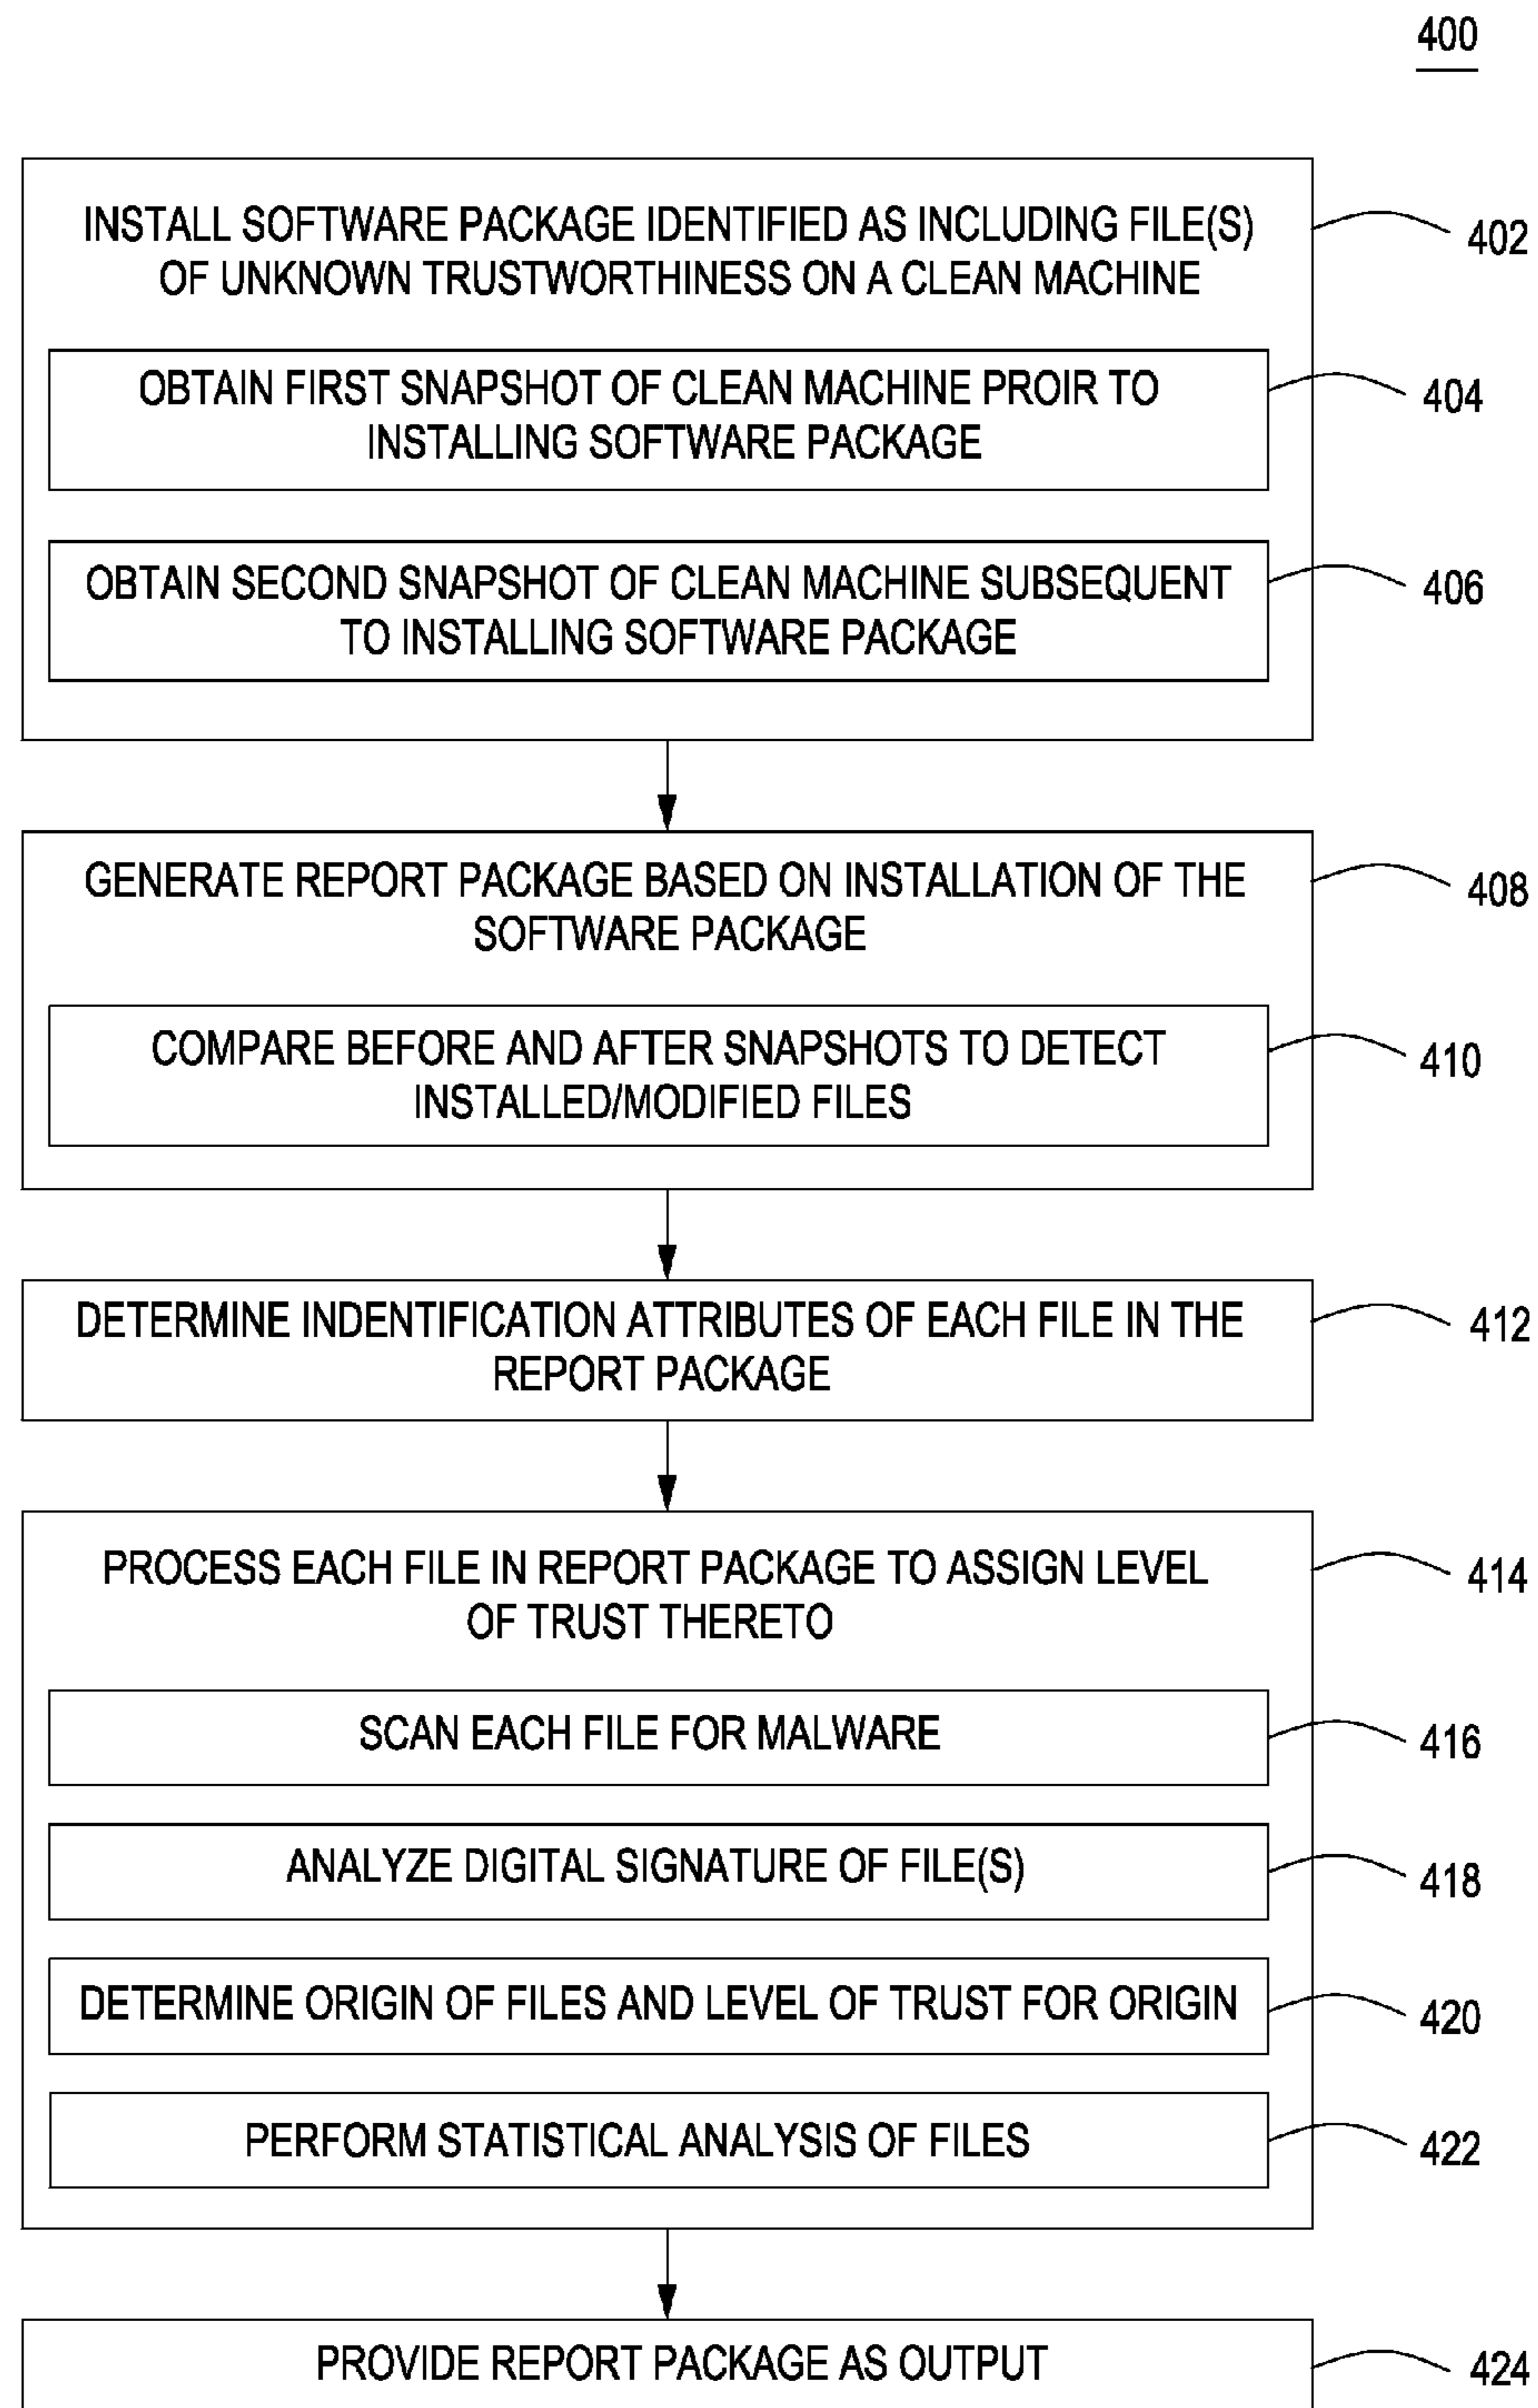 400
INSTALL SOFTWARE PACKAGE IDENTIFIED AS INCLUDING FILE(S)
OF UNKNOWN TRUSTWORTHINESS ON A CLEAN MACHINE
402
OBTAIN FIRST SNAPSHOT OF CLEAN MACHINE PROIR TO
INSTALLING SOFTWARE PACKAGE
404
OBTAIN SECOND SNAPSHOT OF CLEAN MACHINE SUBSEQUENT
TO INSTALLING SOFTWARE PACKAGE
406
GENERATE REPORT PACKAGE BASED ON INSTALLATION OF THE
SOFTWARE PACKAGE
408
COMPARE BEFORE AND AFTER SNAPSHOTS TO DETECT
INSTALLED/MODIFIED FILES
410
DETERMINE INDENTIFICATION ATTRIBUTES OF EACH FILE IN THE
REPORT PACKAGE
412
PROCESS EACH FILE IN REPORT PACKAGE TO ASSIGN LEVEL
OF TRUST THERETO
414
SCAN EACH FILE FOR MALWARE
416
ANALYZE DIGITAL SIGNATURE OF FILE(S)
418
DETERMINE ORIGIN OF FILES AND LEVEL OF TRUST FOR ORIGIN
420
PERFORM STATISTICAL ANALYSIS OF FILES
422
PROVIDE REPORT PACKAGE AS OUTPUT
424